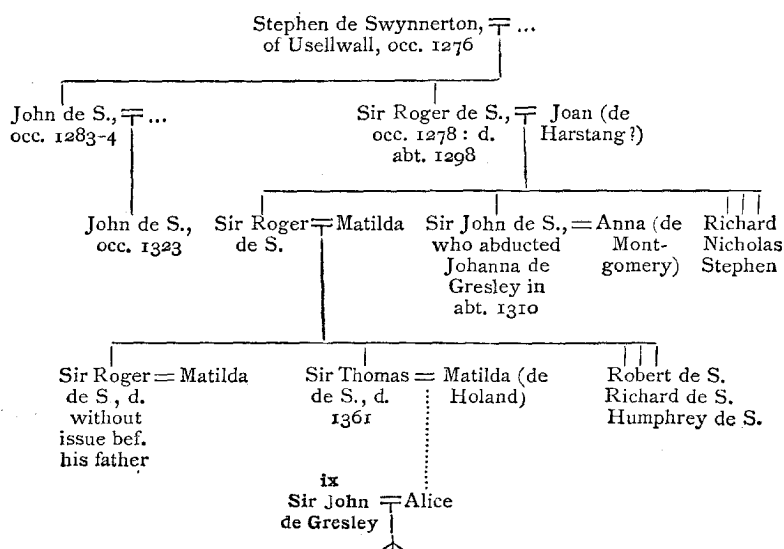 Stephen de Swynnerton, ...
of Usellwall, occ. 1276
John de S., ...
occ. 1283-4
Sir Roger de S.,
occ. 1278 : d.
abt. 1298
Joan (de
Harstang?)
John de S.,
occ. 1323
Sir Roger
de S.
Matilda
Sir John de S.,
who abducted
Johanna de
Gresley in
abt. 1310
= Anna (de
Mont-
gomery)
Richard
Nicholas
Stephen
Sir Roger
de S , d.
without
issue bef.
his father
= Matilda
Sir Thomas
de S., d.
1361
= Matilda (de
Holand)
Robert de S.
Richard de S.
Humphrey de S.
ix
Sir John
de Gresley
Alice